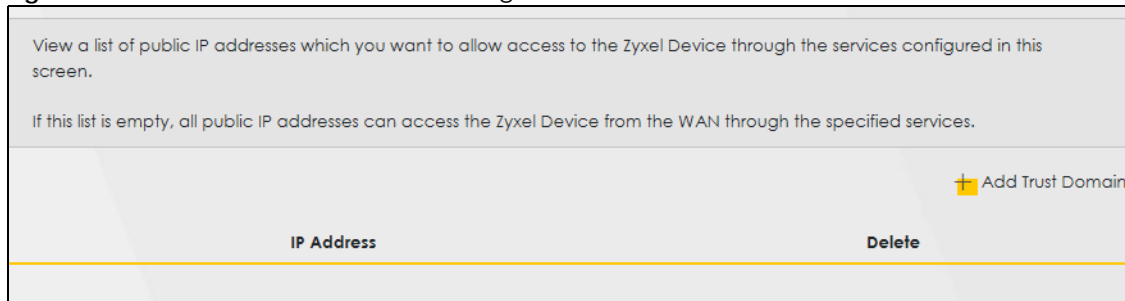 View a list of public IP addresses which you want to allow access to the Zyxel Device through the services configured in this
screen.
If this list is empty, all public IP addresses can access the Zyxel Device from the WAN through the specified services.
Add Trust Domain
IP Address Delete